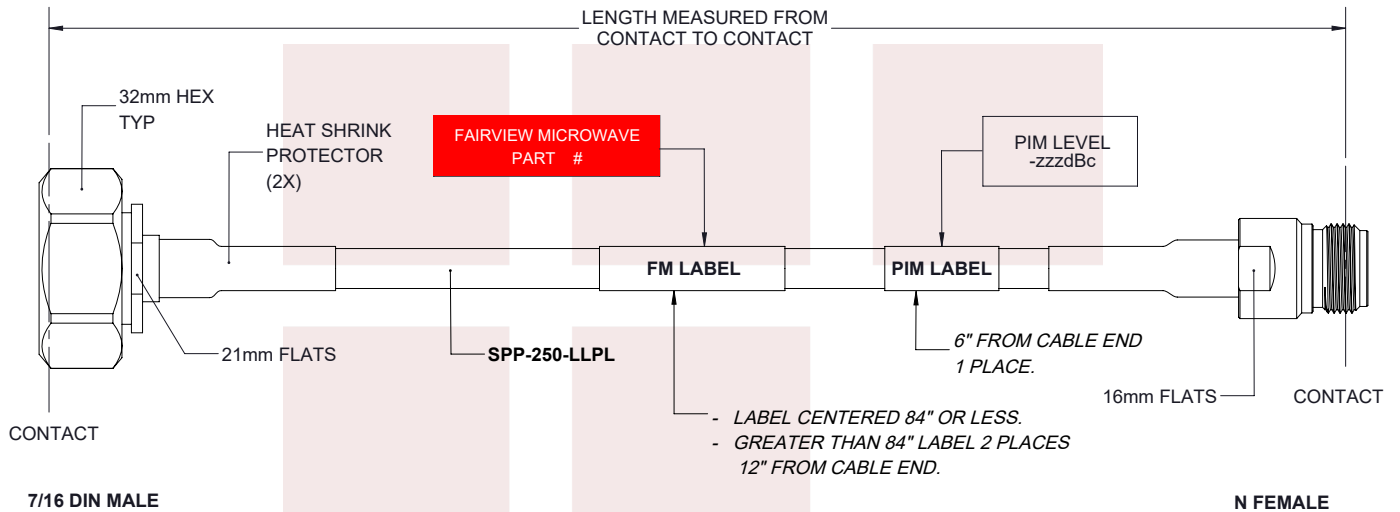 LENGTH MEASURED FROM
CONTACT TO CONTACT
32mm HEX
TYP
HEAT SHRINK
PROTECTOR
(2X)
FAIRVIEW MICROWAVE
PART #
PIM LEVEL
-zzzdBc
FM LABEL
PIM LABEL
21mm FLATS
SPP-250-LLPL
6" FROM CABLE END
1 PLACE.
16mm FLATS
CONTACT
CONTACT
- LABEL CENTERED 84" OR LESS.
- GREATER THAN 84" LABEL 2 PLACES
12" FROM CABLE END.
7/16 DIN MALE
N FEMALE